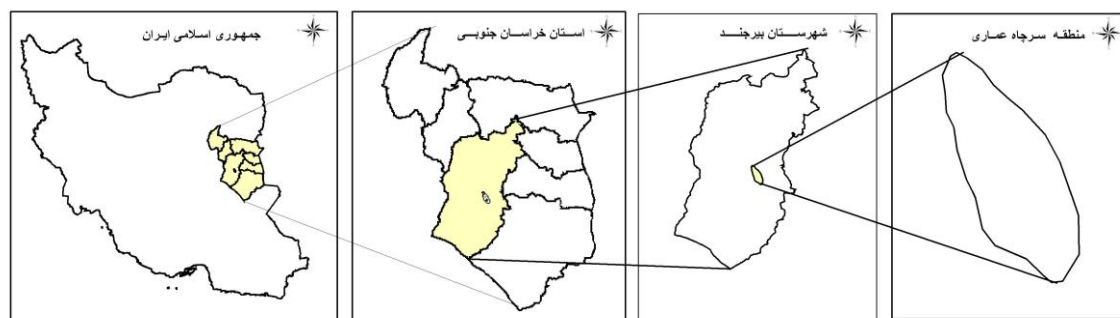 جمهوری اسلامی ایران
استان خراسان جنوبی
شهرستان بیرجند
منطقه سرچاه عماری